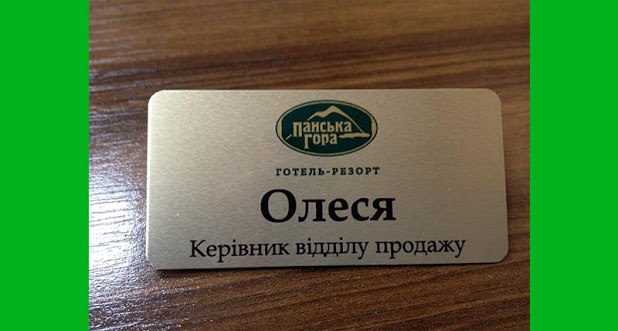 Панська
гора
готель-резорт
Олеся
Керівник відділу продажу